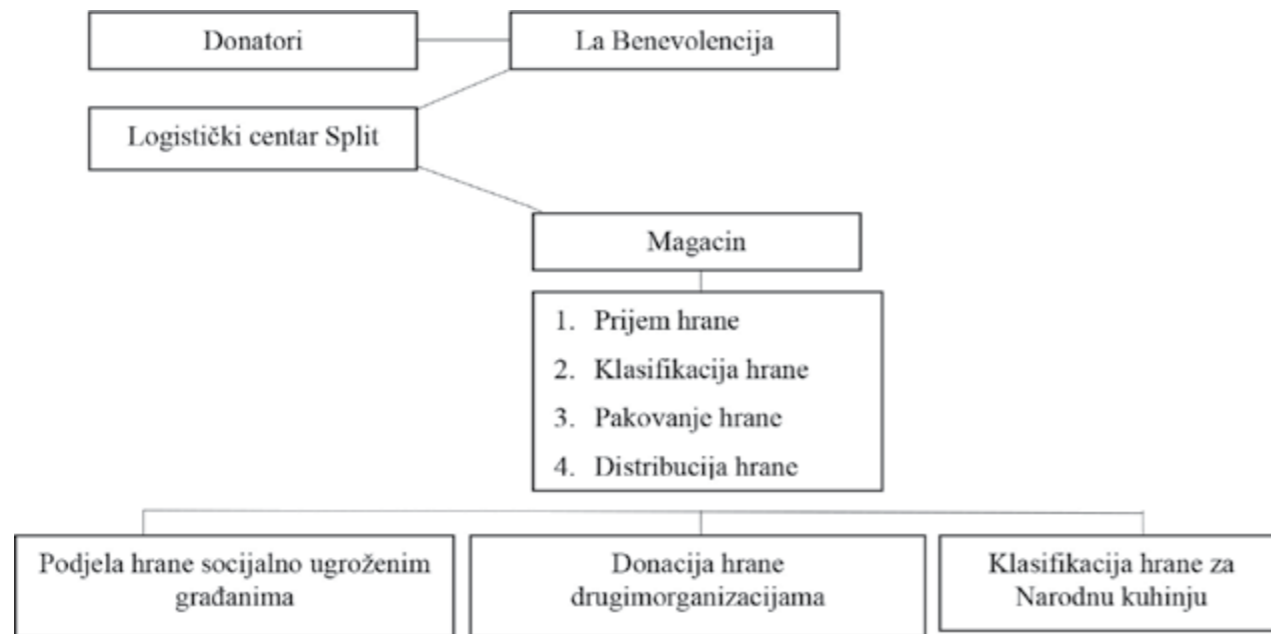 Donatori
La Benevolencija
Logistički centar Split
Magacin
1. Prijem hrane
2. Klasifikacija hrane
3. Pakovanje hrane
4. Distribucija hrane
Podjela hrane socijalno ugroženim
građanima
Donacija hrane
drugimorganizacijama
Klasifikacija hrane za
Narodnu kuhinju